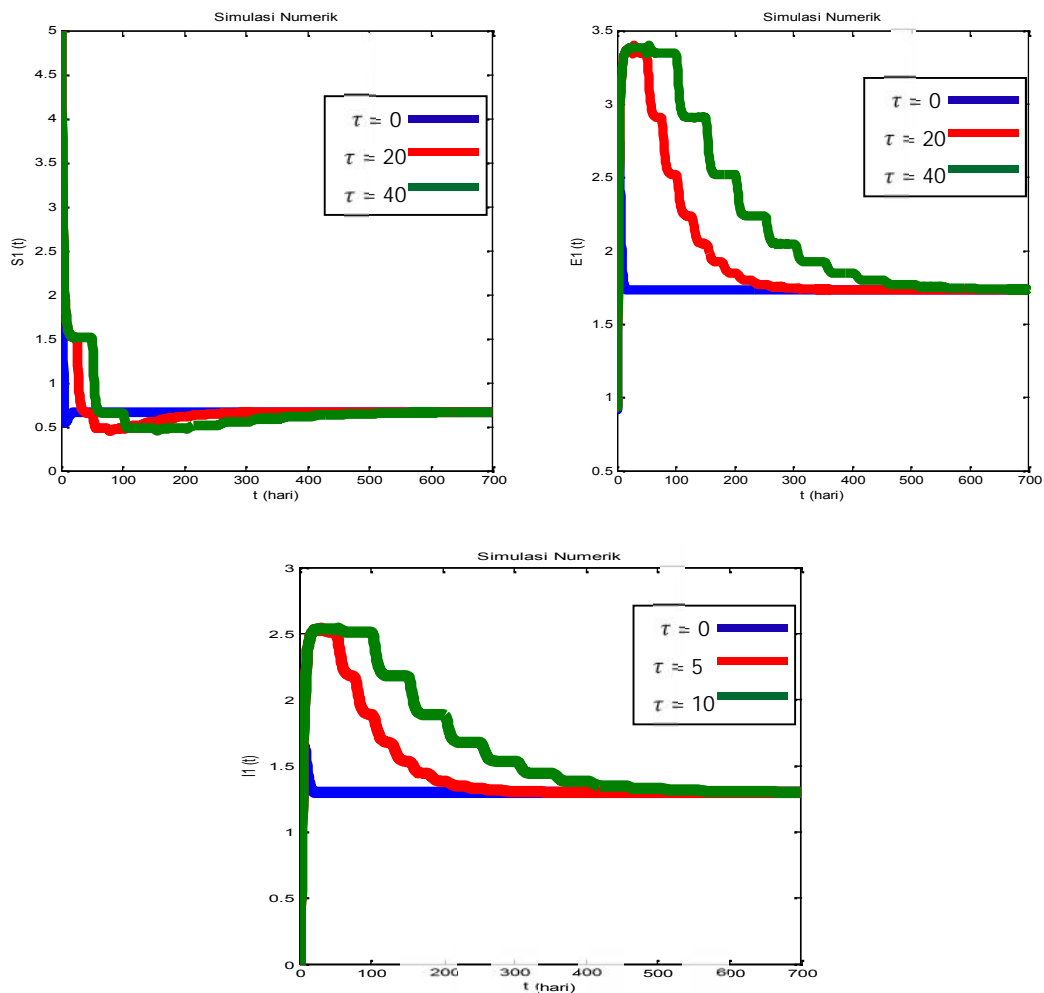 Simulasi Numerik
5
4.5
4
3.5
3
2.5
2
1.5
1
0.5
0
S1(t)
τ = 0
τ = 20
τ = 40
0 100 200 300 400 500 600 700
t (hari)
Simulasi Numerik
3.5
3
2.5
2
1.5
1
0.5
E1(t)
τ = 0
τ = 20
τ = 40
0 100 200 300 400 500 600 700
t (hari)
Simulasi Numerik
3
2.5
2
1.5
1
0.5
0
I1(t)
τ = 0
τ = 5
τ = 10
0 100 200 300 400 500 600 700
t (hari)